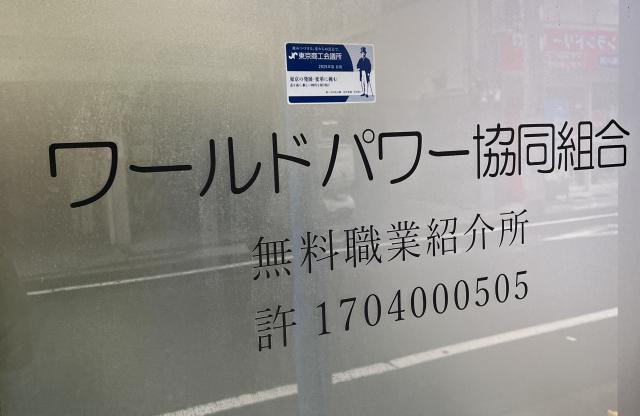 東京商工会議所
ワールドパワー協同組合
無料職業紹介所
許 1704000505